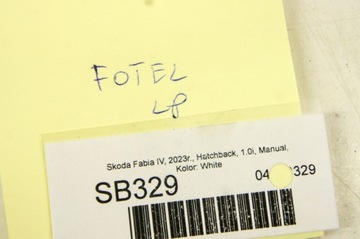 FOTEL
LP
Skoda Fabia IV, 2023r., Hatchback, 1.0i, Manual,
Kolor: White
SB329
04 329